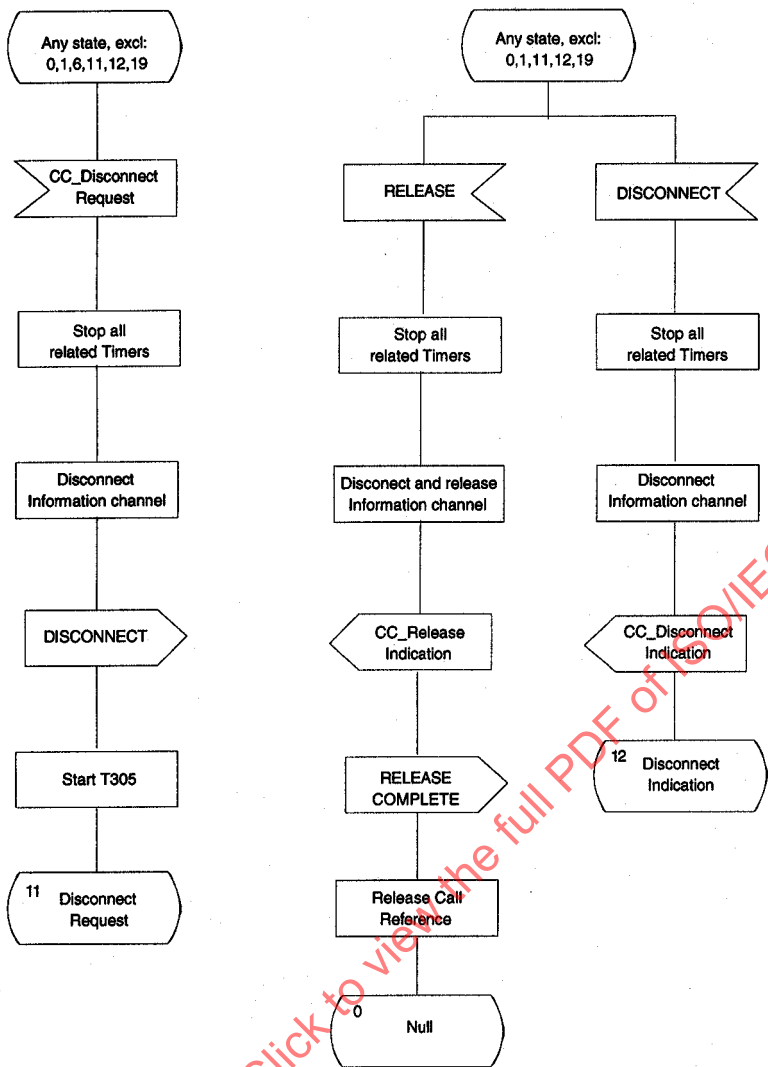 Any state, excl:
0,1,6,11,12,19
CC_Disconnect
Request
Stop all
related Timers
Disconnect
Information channel
DISCONNECT
Start T305
11
Disconnect
Request
Any state, excl:
0,1,11,12,19
RELEASE
Stop all
related Timers
Disconect and release
Information channel
CC_Release
Indication
RELEASE
COMPLETE
Release Call
Reference
0
Null
DISCONNECT
Stop all
related Timers
Disconnect
Information channel
CC_Disconnect
Indication
12
Disconnect
Indication
Click to view the full PDF of ISO/IE